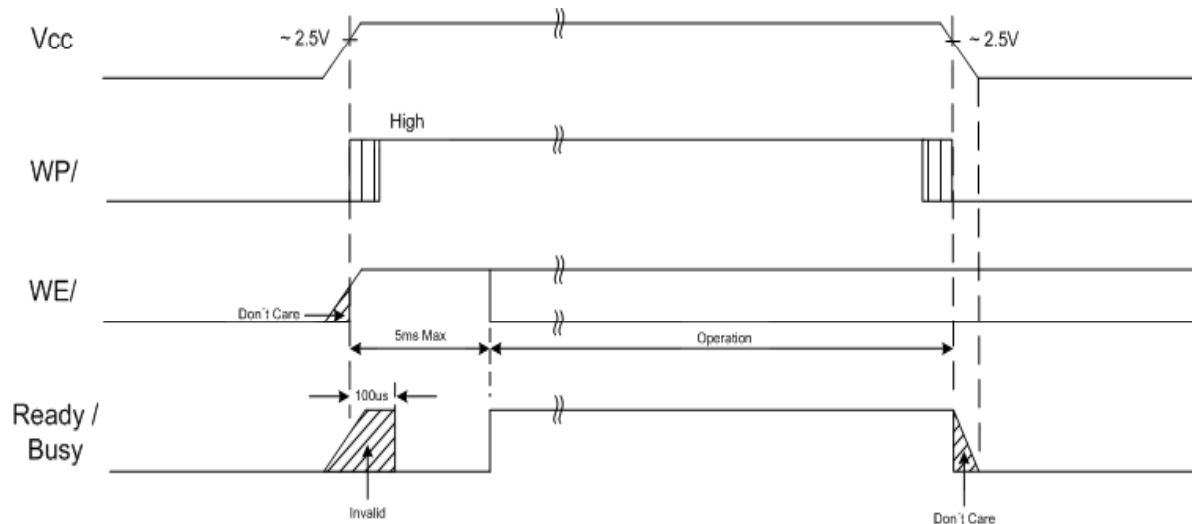 Vcc
~ 2.5V
~ 2.5V
High
WP/
WE/
Don´t Care
5ms Max
Operation
100us
Ready /
Busy
Invalid
Don´t Care